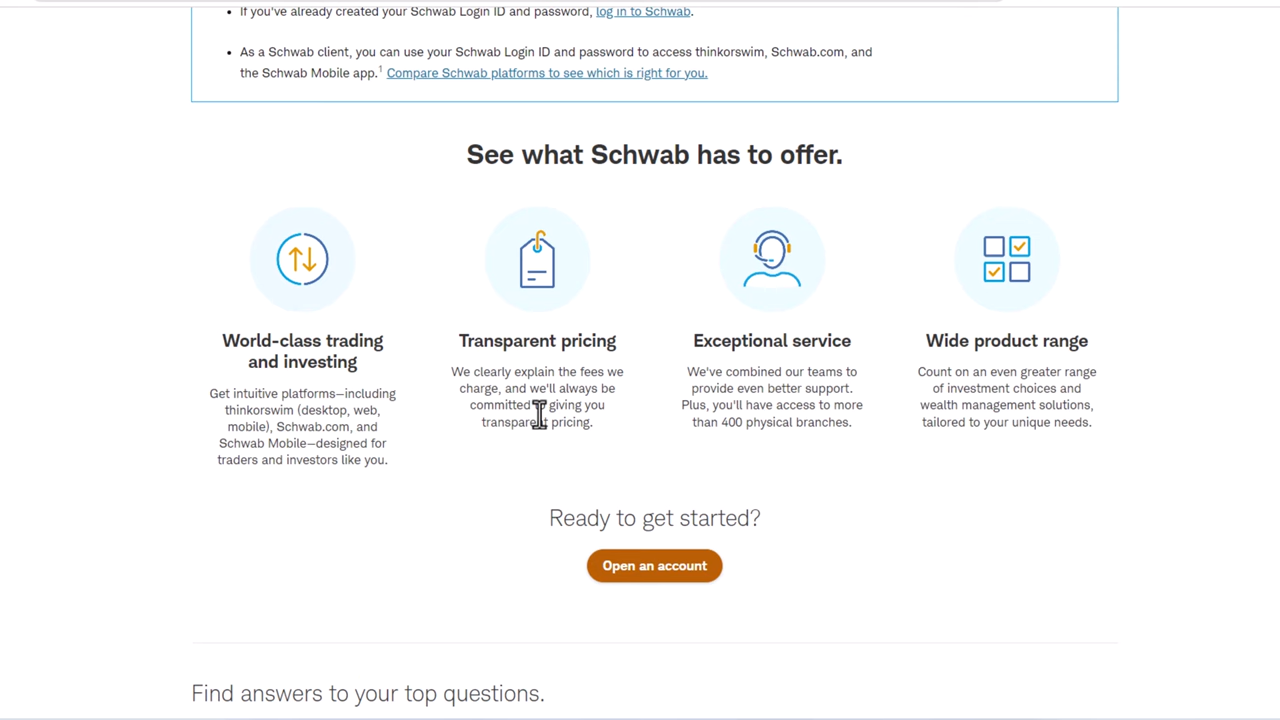 • If you've already created your Schwab Login ID and password, log in to Schwab.
• As a Schwab client, you can use your Schwab Login ID and password to access thinkorswim, Schwab.com, and
the Schwab Mobile app.1 Compare Schwab platforms to see which is right for you.
See what Schwab has to offer.
World-class trading
and investing
Get intuitive platforms—including
thinkorswim (desktop, web,
mobile), Schwab.com, and
Schwab Mobile—designed for
traders and investors like you.
Transparent pricing
We clearly explain the fees we
charge, and we'll always be
committed giving you
transparent pricing.
Exceptional service
We've combined our teams to
provide even better support.
Plus, you'll have access to more
than 400 physical branches.
Wide product range
Count on an even greater range
of investment choices and
wealth management solutions,
tailored to your unique needs.
Ready to get started?
Open an account
Find answers to your top questions.